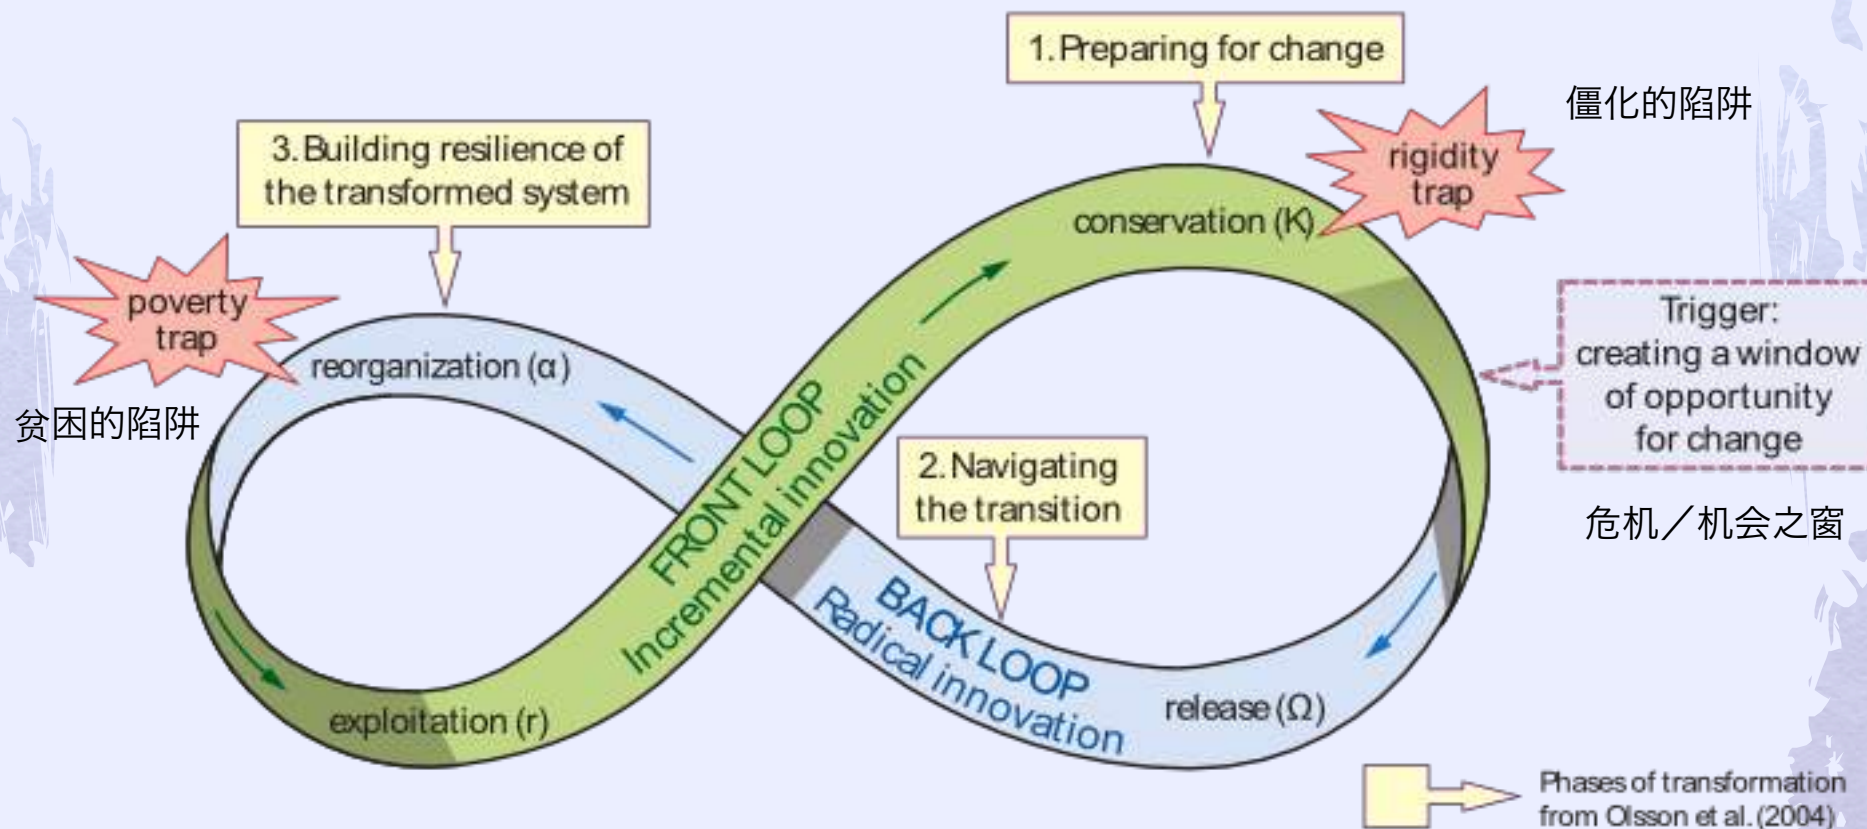 1. Preparing for change
僵化的陷阱
rigidity
trap
3. Building resilience of
the transformed system
conservation (K)
poverty
trap
reorganization (α)
贫困的陷阱
Trigger:
creating a window
of opportunity
for change
危机／机会之窗
FRONT LOOP
Incremental innovation
2. Navigating
the transition
BACK LOOP
Radical innovation
exploitation (r)
release (Ω)
Phases of transformation
from Olsson et al. (2004)